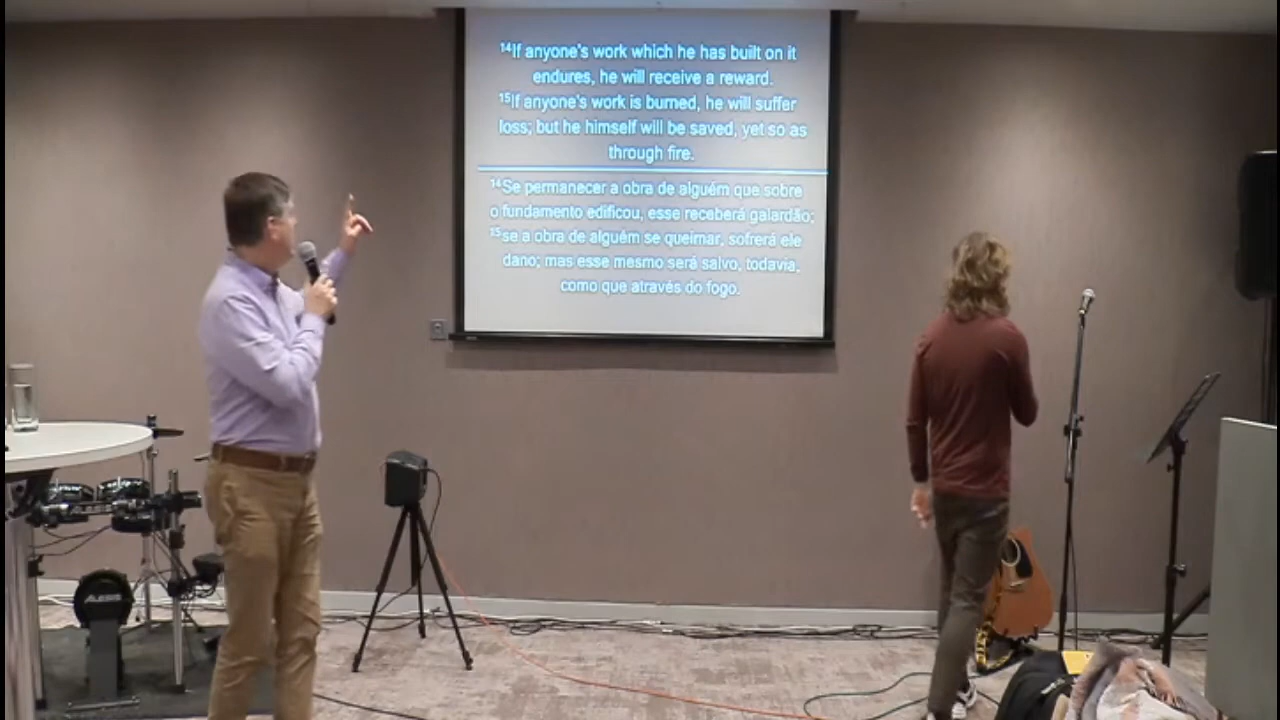 ¹⁴If anyone's work which he has built on it
endures, he will receive a reward.
¹⁵If anyone's work is burned, he will suffer
loss; but he himself will be saved, yet so as
through fire.
¹⁴Se permanecer a obra de alguém que sobre
o fundamento edificou, esse receberá galardão;
¹⁵se a obra de alguém se queimar, sofrerá ele
dano; mas esse mesmo será salvo, todavia,
como que através do fogo.
ALESIS